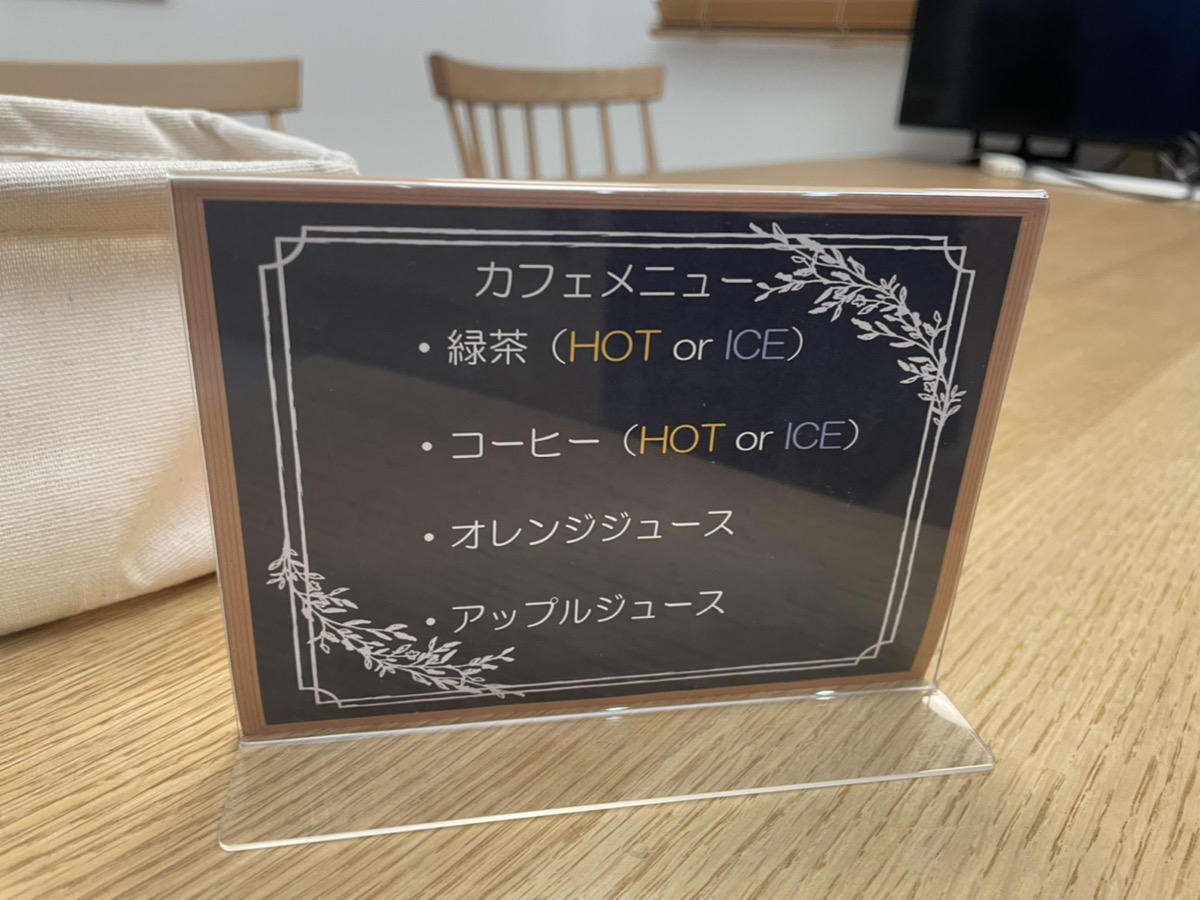 カフェメニュー
・緑茶（HOT or ICE）
・コーヒー（HOT or ICE）
・オレンジジュース
・アップルジュース